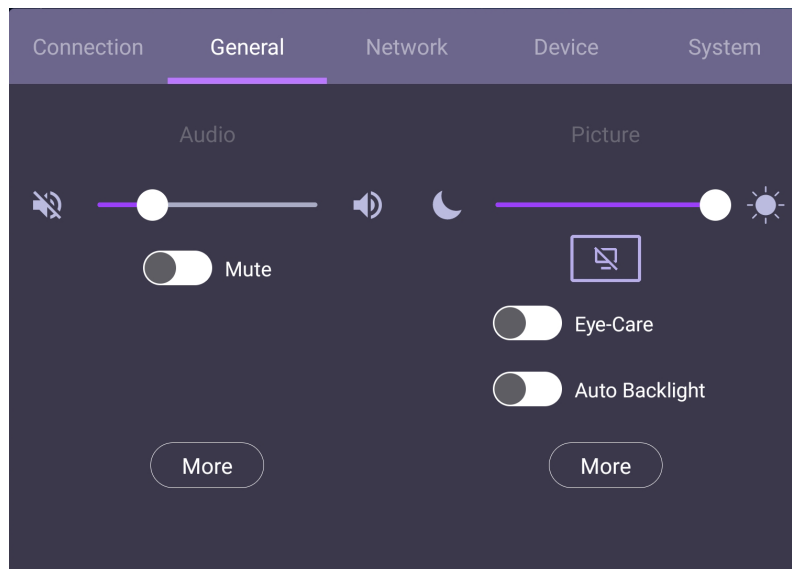 Connection General Network Device System
Audio
Picture
Mute
Eye-Care
Auto Backlight
More
More